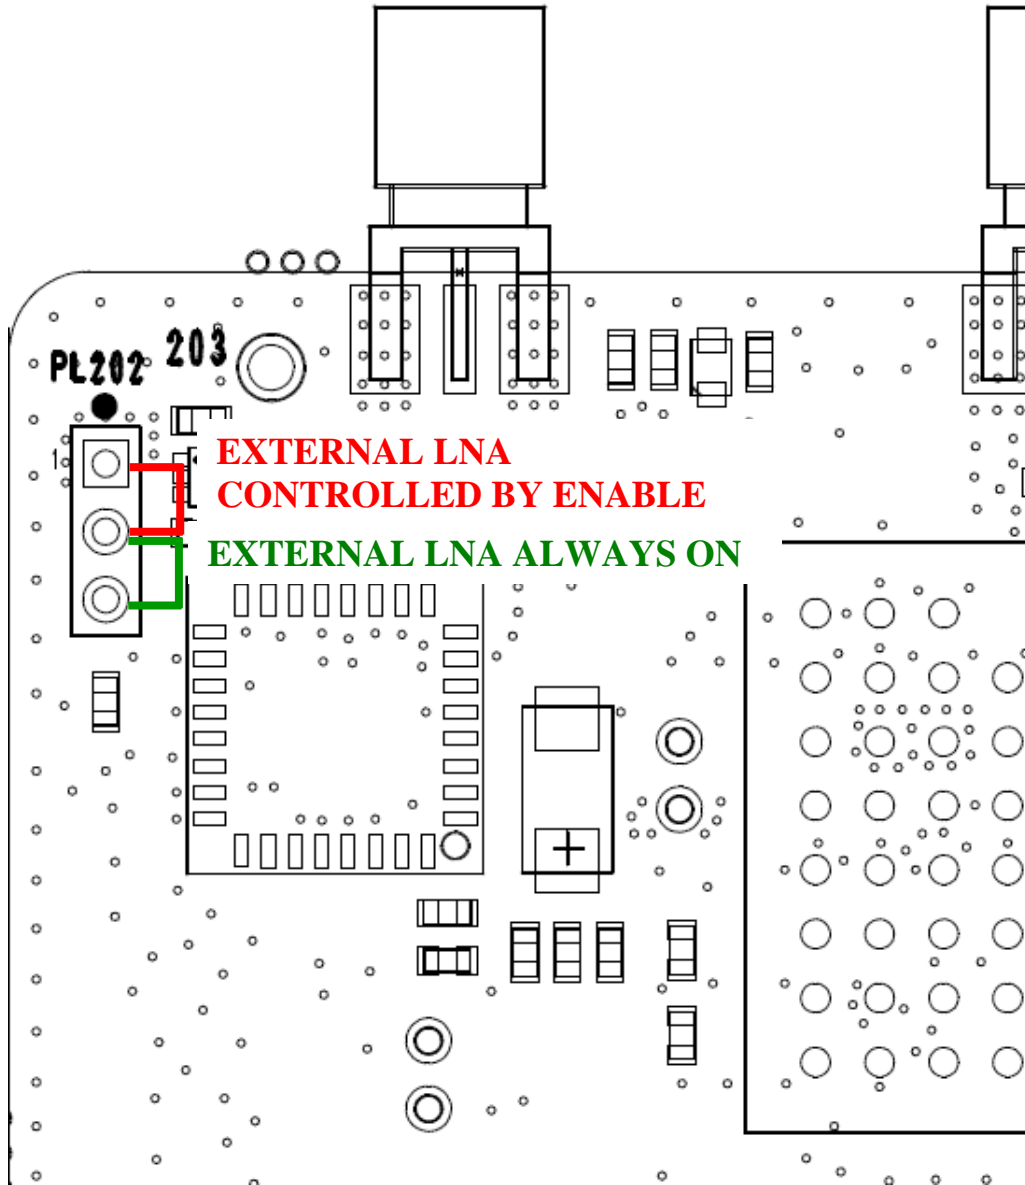 203
PL202
1
EXTERNAL LNA
CONTROLLED BY ENABLE
EXTERNAL LNA ALWAYS ON
+